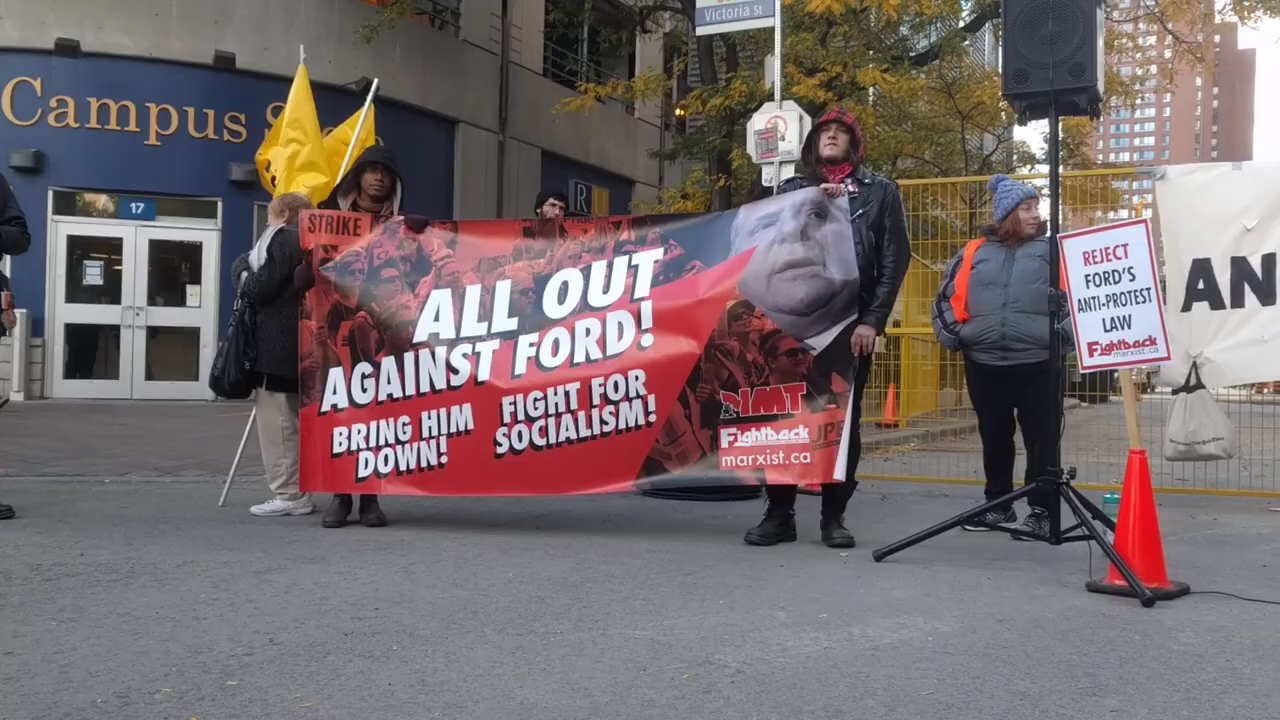 Victoria St
Campus
17
R
STRIKE
ALL OUT
AGAINST FORD!
BRING HIM
DOWN!
FIGHT FOR
SOCIALISM!
IMT
Fightback
marxist.ca
REJECT
FORD'S
ANTI-PROTEST
LAW
Fightback
marxist.ca
AN